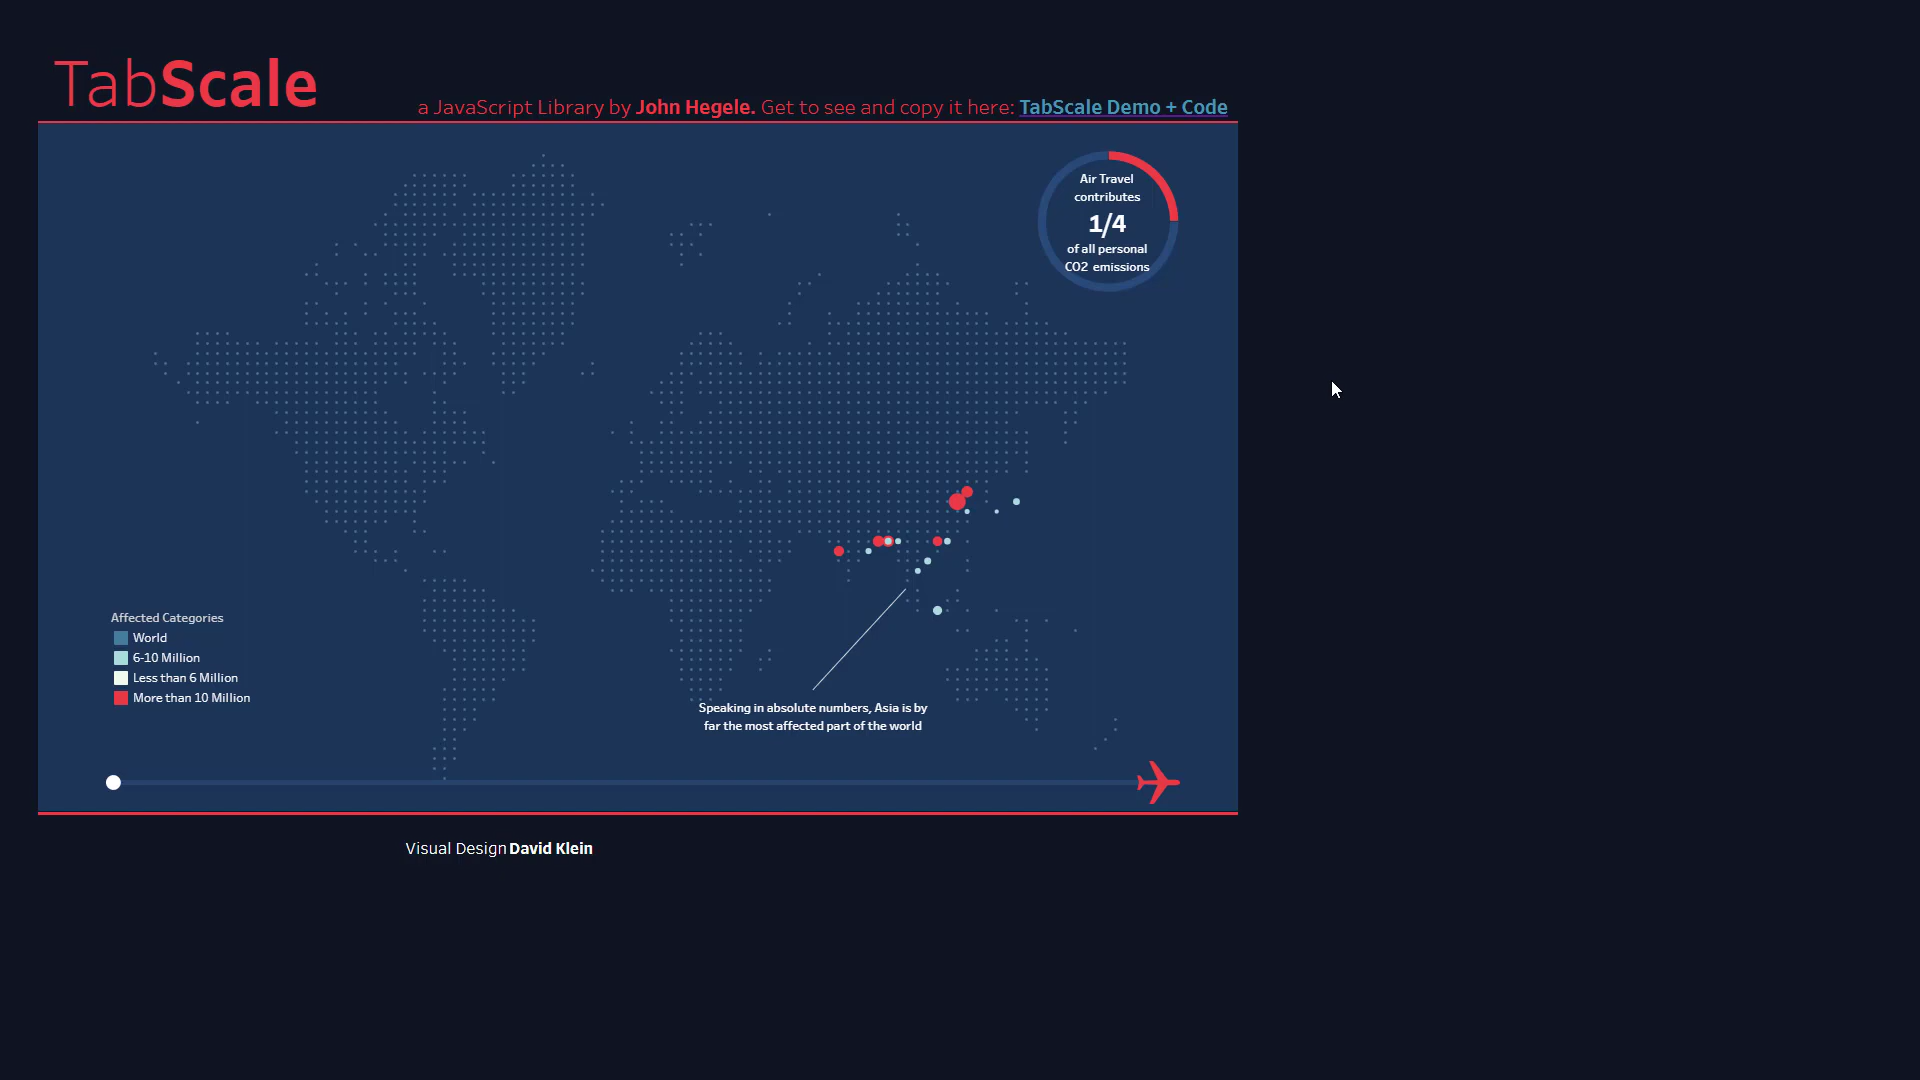 TabScale
a JavaScript Library by John Hegele. Get to see and copy it here: TabScale Demo + Code
Air Travel
contributes
1/4
of all personal
CO2 emissions
Affected Categories
World
6-10 Million
Less than 6 Million
More than 10 Million
Speaking in absolute numbers, Asia is by
far the most affected part of the world
Visual Design David Klein